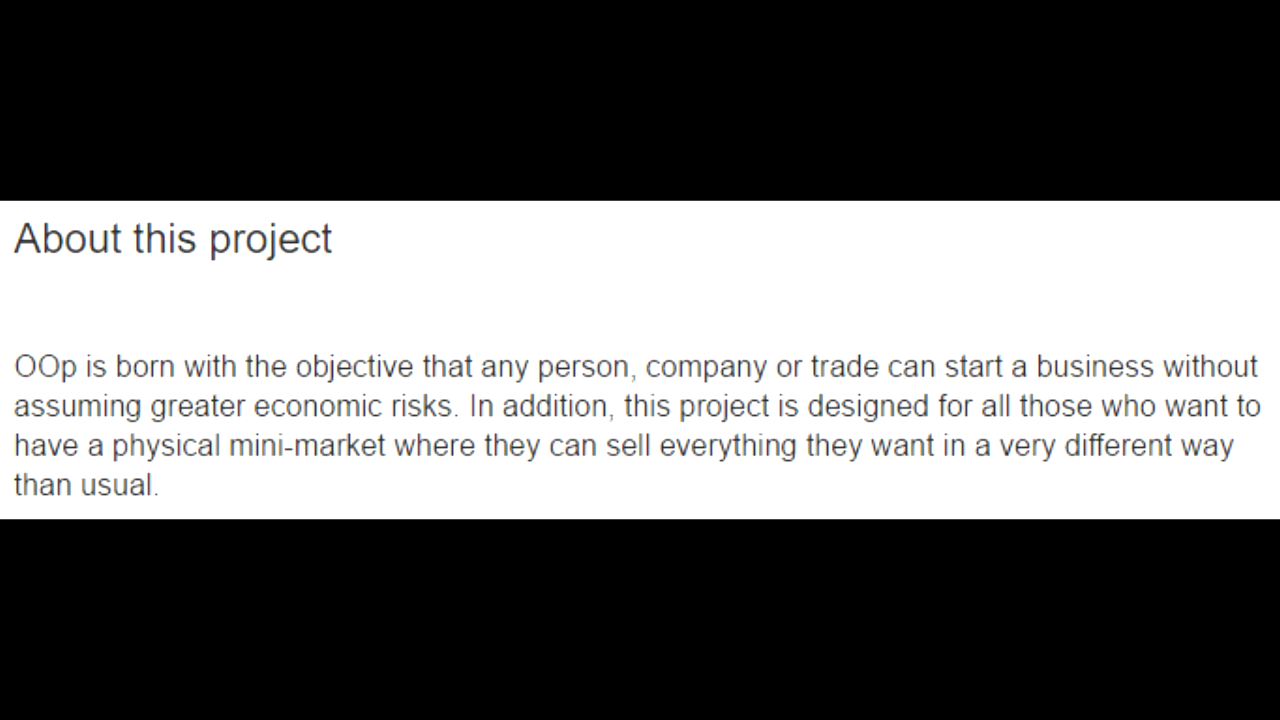 About this project
OOp is born with the objective that any person, company or trade can start a business without
assuming greater economic risks. In addition, this project is designed for all those who want to
have a physical mini-market where they can sell everything they want in a very different way
than usual.